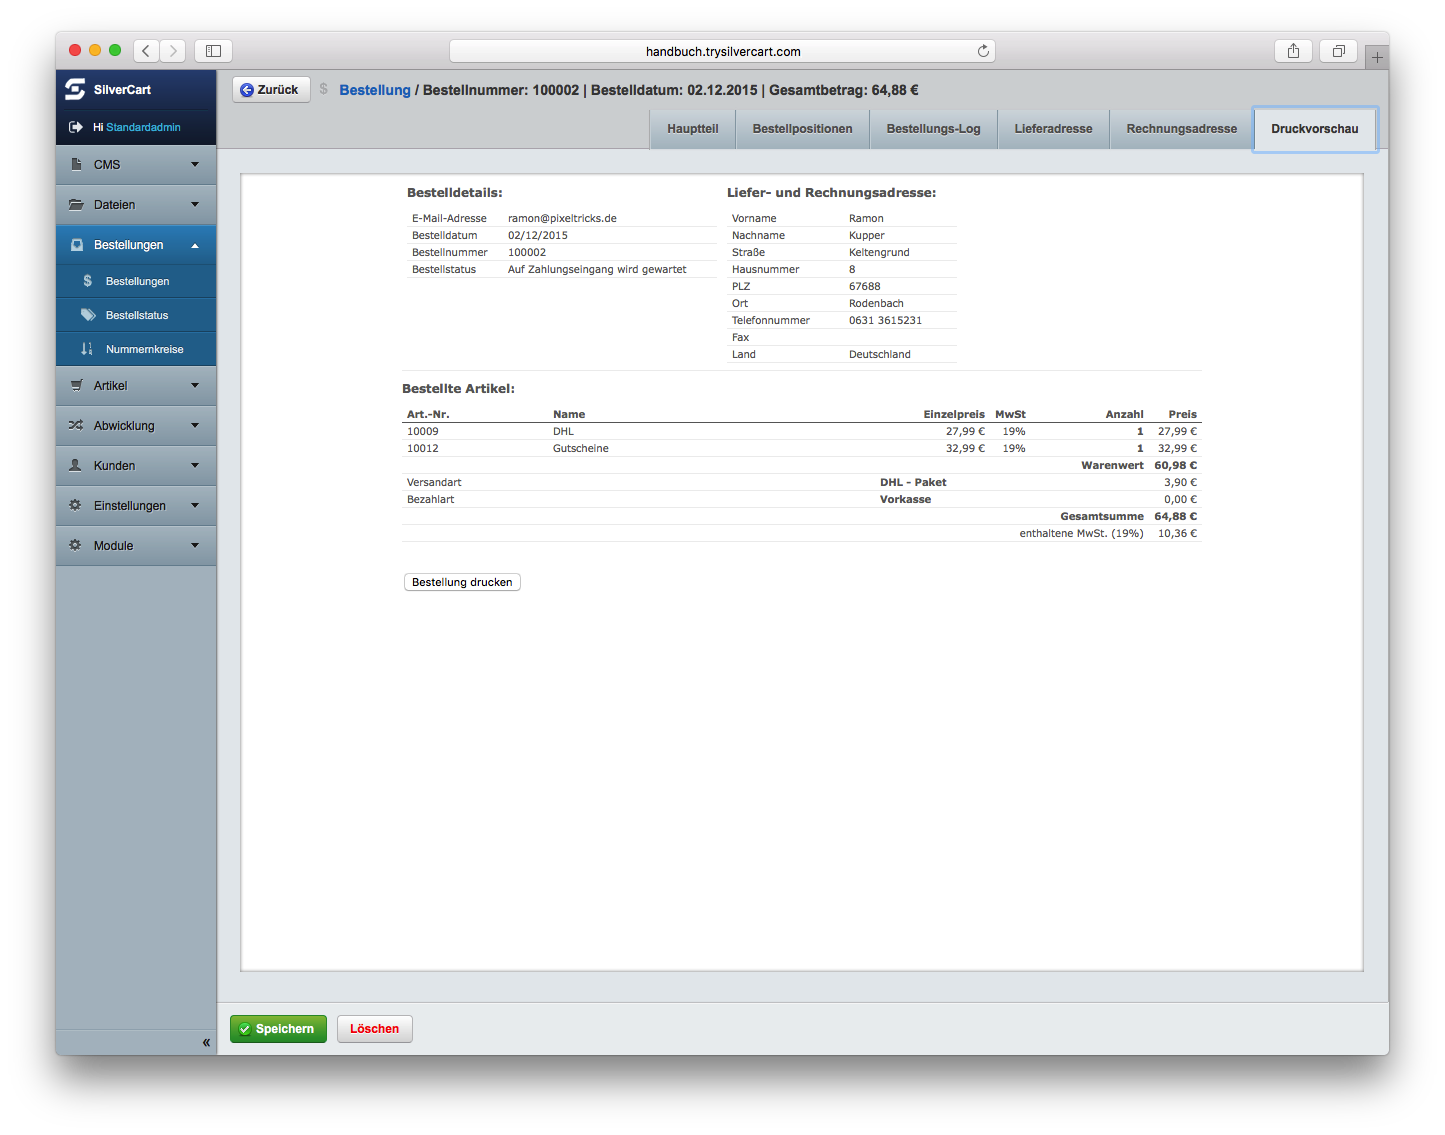 handbuch.trysilvercart.com
SilverCart
Hi Standardadmin
CMS
Dateien
Bestellungen
Bestellungen
Bestellstatus
Nummernkreise
Artikel
Abwicklung
Kunden
Einstellungen
Module
«
Zurück $ Bestellung / Bestellnummer: 100002 | Bestelldatum: 02.12.2015 | Gesamtbetrag: 64,88 €
Hauptteil Bestellpositionen Bestellungs-Log Lieferadresse Rechnungsadresse Druckvorschau
Bestelldetails:
E-Mail-Adresse ramon@pixeltricks.de
Bestelldatum 02/12/2015
Bestellnummer 100002
Bestellstatus Auf Zahlungseingang wird gewartet
Liefer- und Rechnungsadresse:
Vorname Ramon
Nachname Kupper
Straße Keltengrund
Hausnummer 8
PLZ 67688
Ort Rodenbach
Telefonnummer 0631 3615231
Fax
Land Deutschland
Bestellte Artikel:
Art.-Nr. Name Einzelpreis MwSt Anzahl Preis
10009 DHL 27,99 € 19% 1 27,99 €
10012 Gutscheine 32,99 € 19% 1 32,99 €
Warenwert 60,98 €
Versandart DHL - Paket 3,90 €
Bezahlart Vorkasse 0,00 €
Gesamtsumme 64,88 €
enthaltene MwSt. (19%) 10,36 €
Bestellung drucken
Speichern Löschen